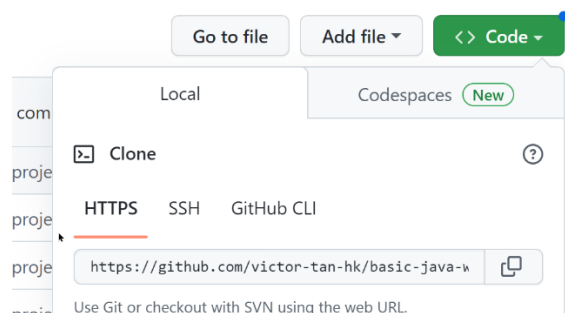 Go to file Add file <> Code
Local Codespaces New
com
Clone
proje
HTTPS SSH GitHub CLI
proje
proje
https://github.com/victor-tan-hk/basic-java-w
Use Git or checkout with SVN using the web URL.